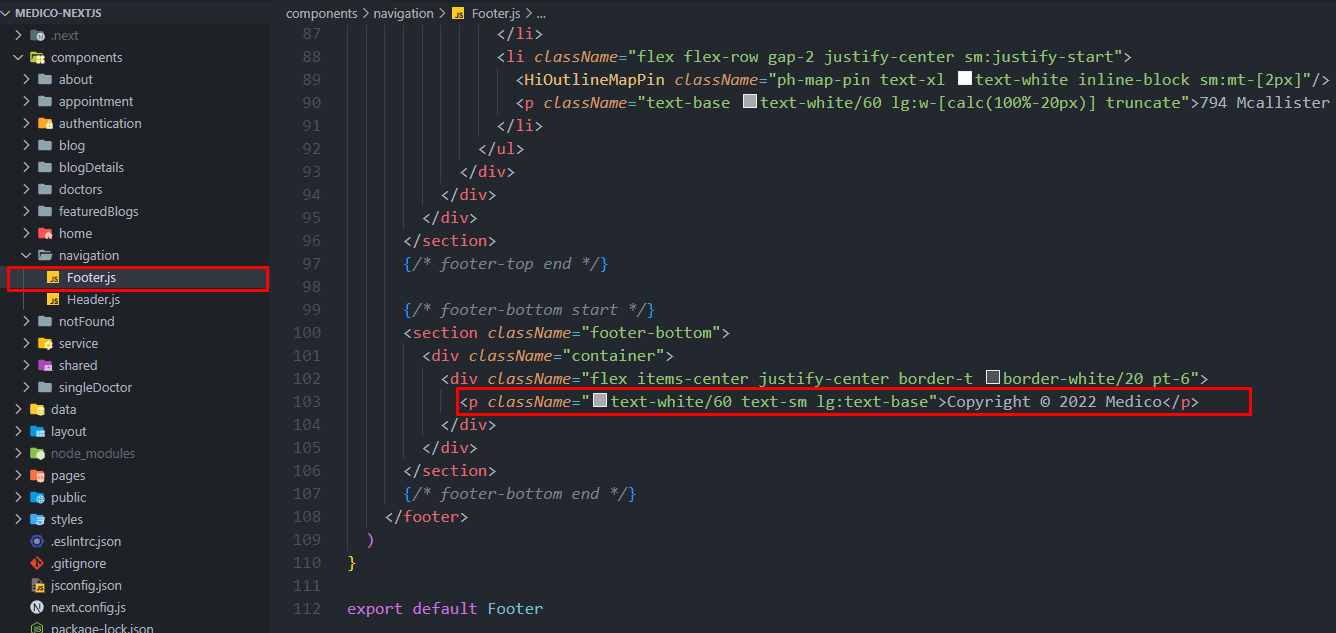 MEDICO-NEXTJS
.next
components
about
appointment
authentication
blog
blogDetails
doctors
featuredBlogs
home
navigation
JS Footer.js
JS Header.js
notFound
service
shared
singleDoctor
data
layout
node_modules
pages
public
styles
.eslintrc.json
.gitignore
jsconfig.json
next.config.js
package-lock.json
components > navigation > JS Footer.js > ...
87 </li>
88 <li className="flex flex-row gap-2 justify-center sm:justify-start">
89 <HiOutlineMapPin className="ph-map-pin text-xl text-white inline-block sm:mt-[2px]"/>
90 <p className="text-base text-white/60 lg:w-[calc(100%-20px)] truncate">794 Mcallister
91 </li>
92 </ul>
93 </div>
94 </div>
95 </div>
96 </section>
97 {/* footer-top end */}
98
99 {/* footer-bottom start */}
100 <section className="footer-bottom">
101 <div className="container">
102 <div className="flex items-center justify-center border-t border-white/20 pt-6">
103 <p className="text-white/60 text-sm lg:text-base">Copyright © 2022 Medico</p>
104 </div>
105 </div>
106 </section>
107 {/* footer-bottom end */}
108 </footer>
109 )
110 }
111
112 export default Footer